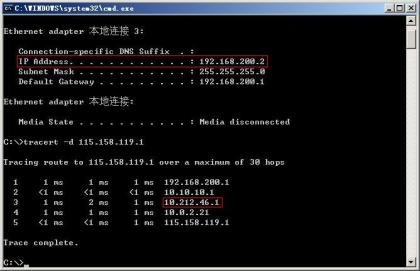 C:\WINDOWS\system32\cmd.exe
Ethernet adapter 本地连接 3:
Connection-specific DNS Suffix  . :
IP Address. . . . . . . . . . . . : 192.168.200.2
Subnet Mask . . . . . . . . . . . : 255.255.255.0
Default Gateway . . . . . . . . . : 192.168.200.1
Ethernet adapter 本地连接:
Media State . . . . . . . . . . . : Media disconnected
C:\>tracert -d 115.158.119.1
Tracing route to 115.158.119.1 over a maximum of 30 hops
1     1 ms     1 ms     1 ms  192.168.200.1
2    <1 ms    <1 ms    <1 ms  10.10.10.1
3     1 ms     2 ms     1 ms  10.212.46.1
4     1 ms     1 ms     1 ms  10.0.2.21
5    <1 ms    <1 ms    <1 ms  115.158.119.1
Trace complete.
C:\>